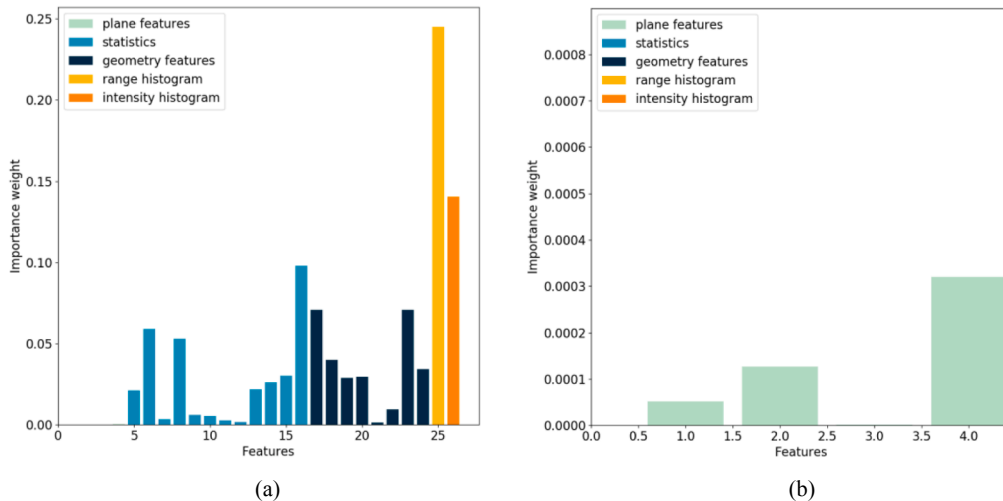 plane features
statistics
geometry features
range histogram
intensity histogram
0.25
0.20
0.15
0.10
0.05
0.00
Importance weight
0 5 10 15 20 25
Features
(a)
plane features
statistics
geometry features
range histogram
intensity histogram
0.0008
0.0007
0.0006
0.0005
0.0004
0.0003
0.0002
0.0001
0.0000
Importance weight
0.0 0.5 1.0 1.5 2.0 2.5 3.0 3.5 4.0
Features
(b)